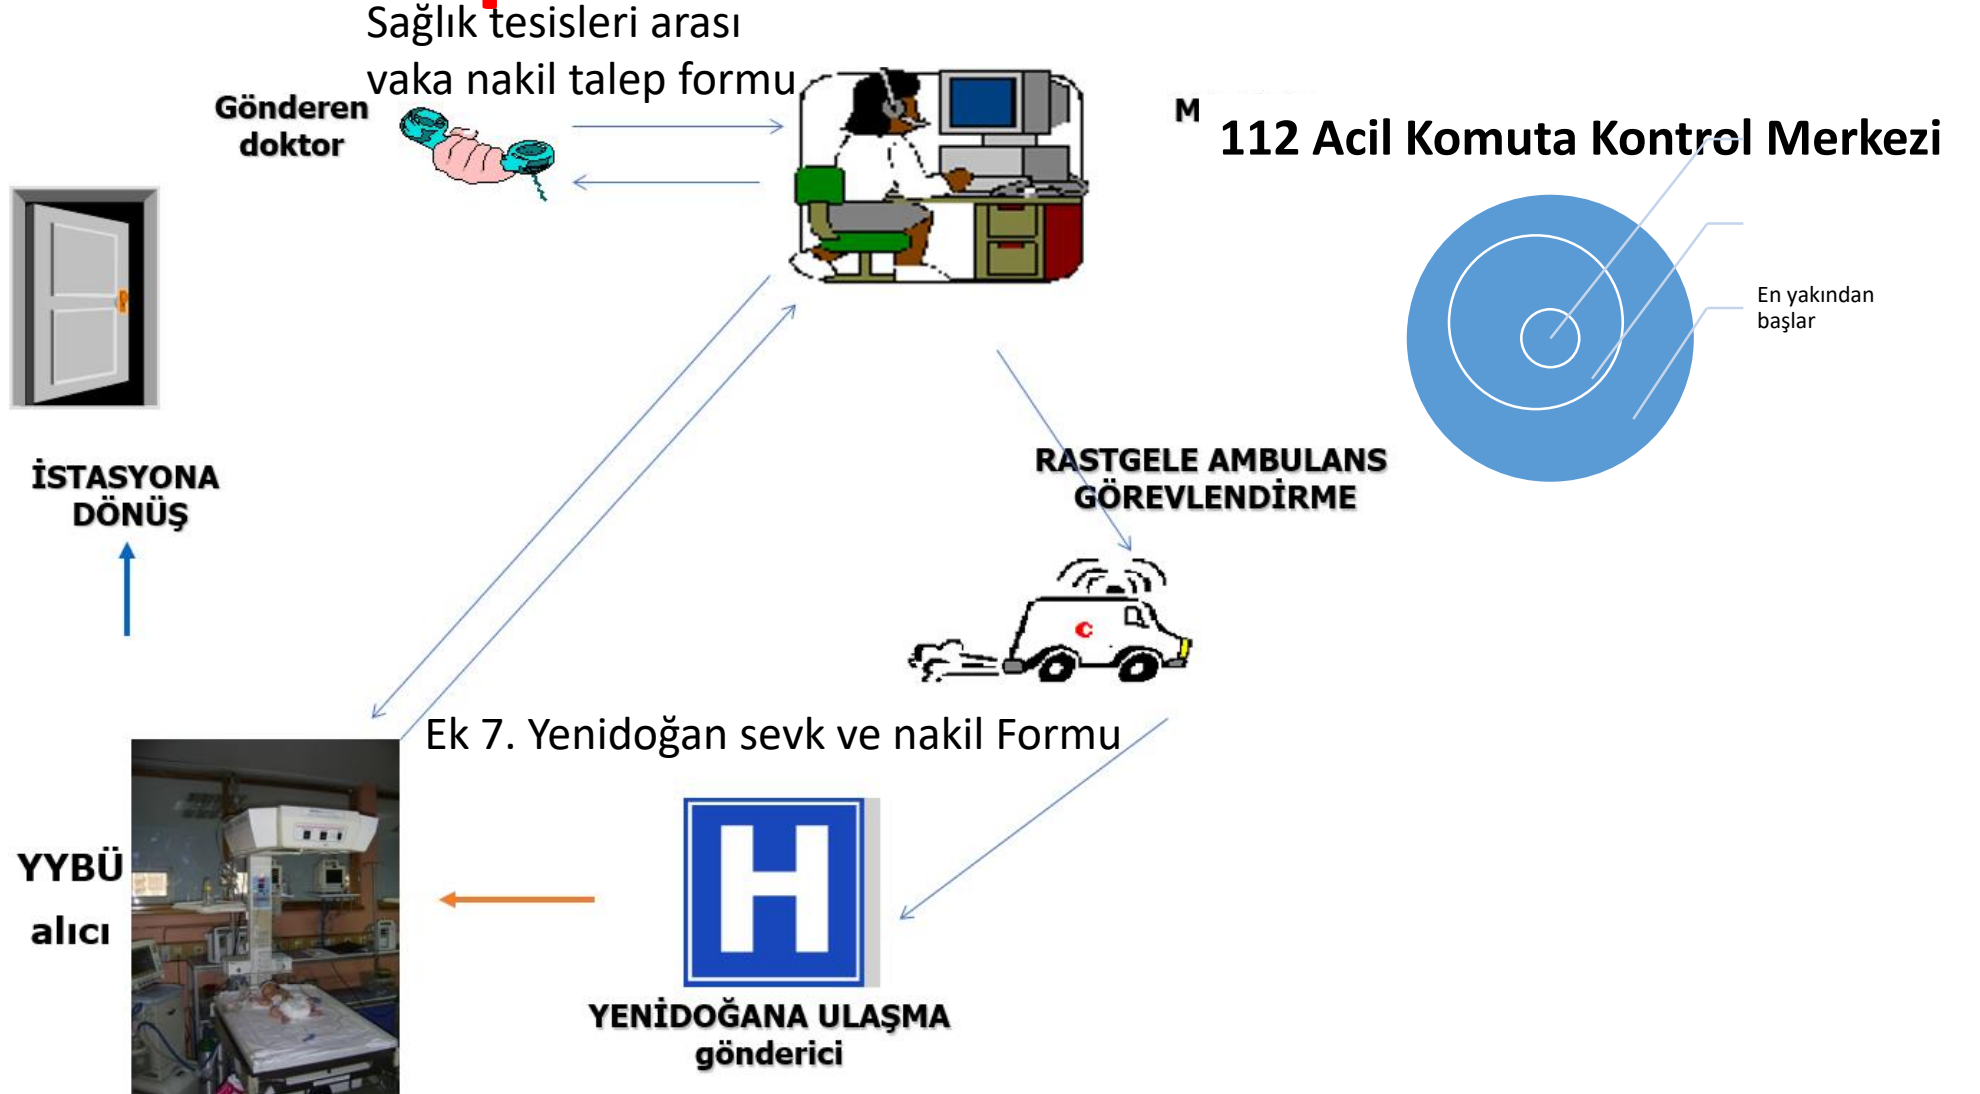 Sağlık tesisleri arası
vaka nakil talep formu
Gönderen
doktor
M
112 Acil Komuta Kontrol Merkezi
En yakından
başlar
İSTASYONA
DÖNÜŞ
RASTGELE AMBULANS
GÖREVLENDİRME
C
Ek 7. Yenidoğan sevk ve nakil Formu
YYBÜ
alıcı
H
YENİDOĞANA ULAŞMA
gönderici